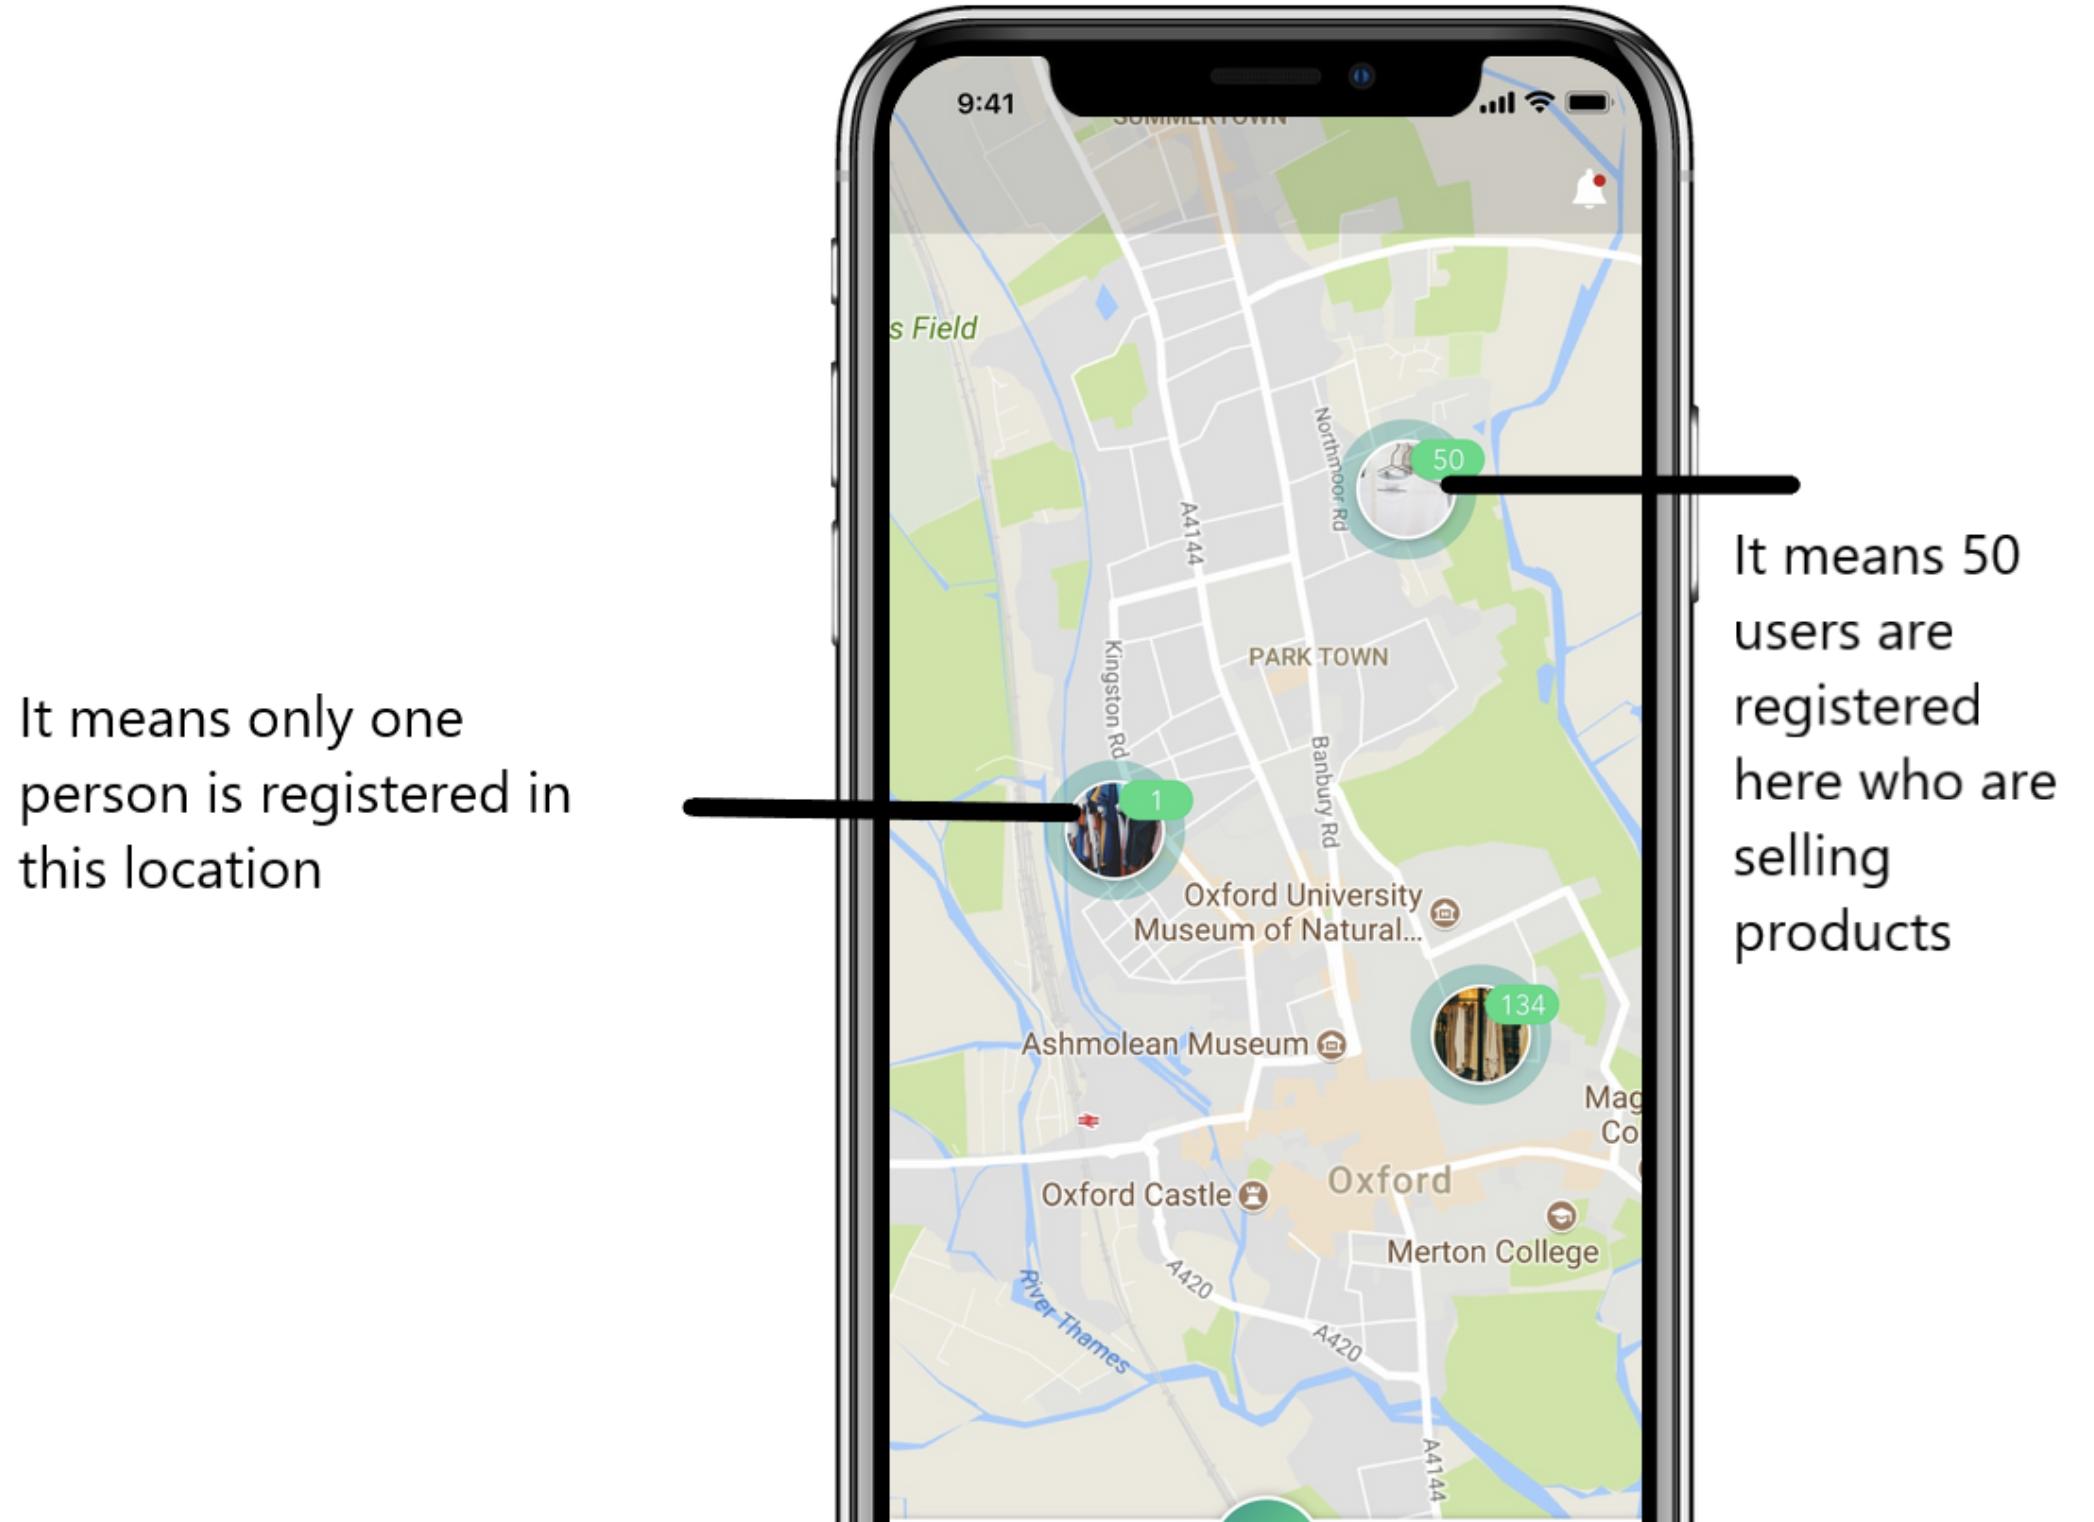 9:41
SUMMERTOWN
s Field
Northmoor Rd
50
A4144
It means 50
users are
registered
here who are
selling
products
Kingston Rd
PARK TOWN
It means only one
person is registered in
this location
Banbury Rd
1
Oxford University
Museum of Natural...
134
Ashmolean Museum
Mag
Co
Oxford Castle
Oxford
Merton College
A420
River Thames
A420
A4144